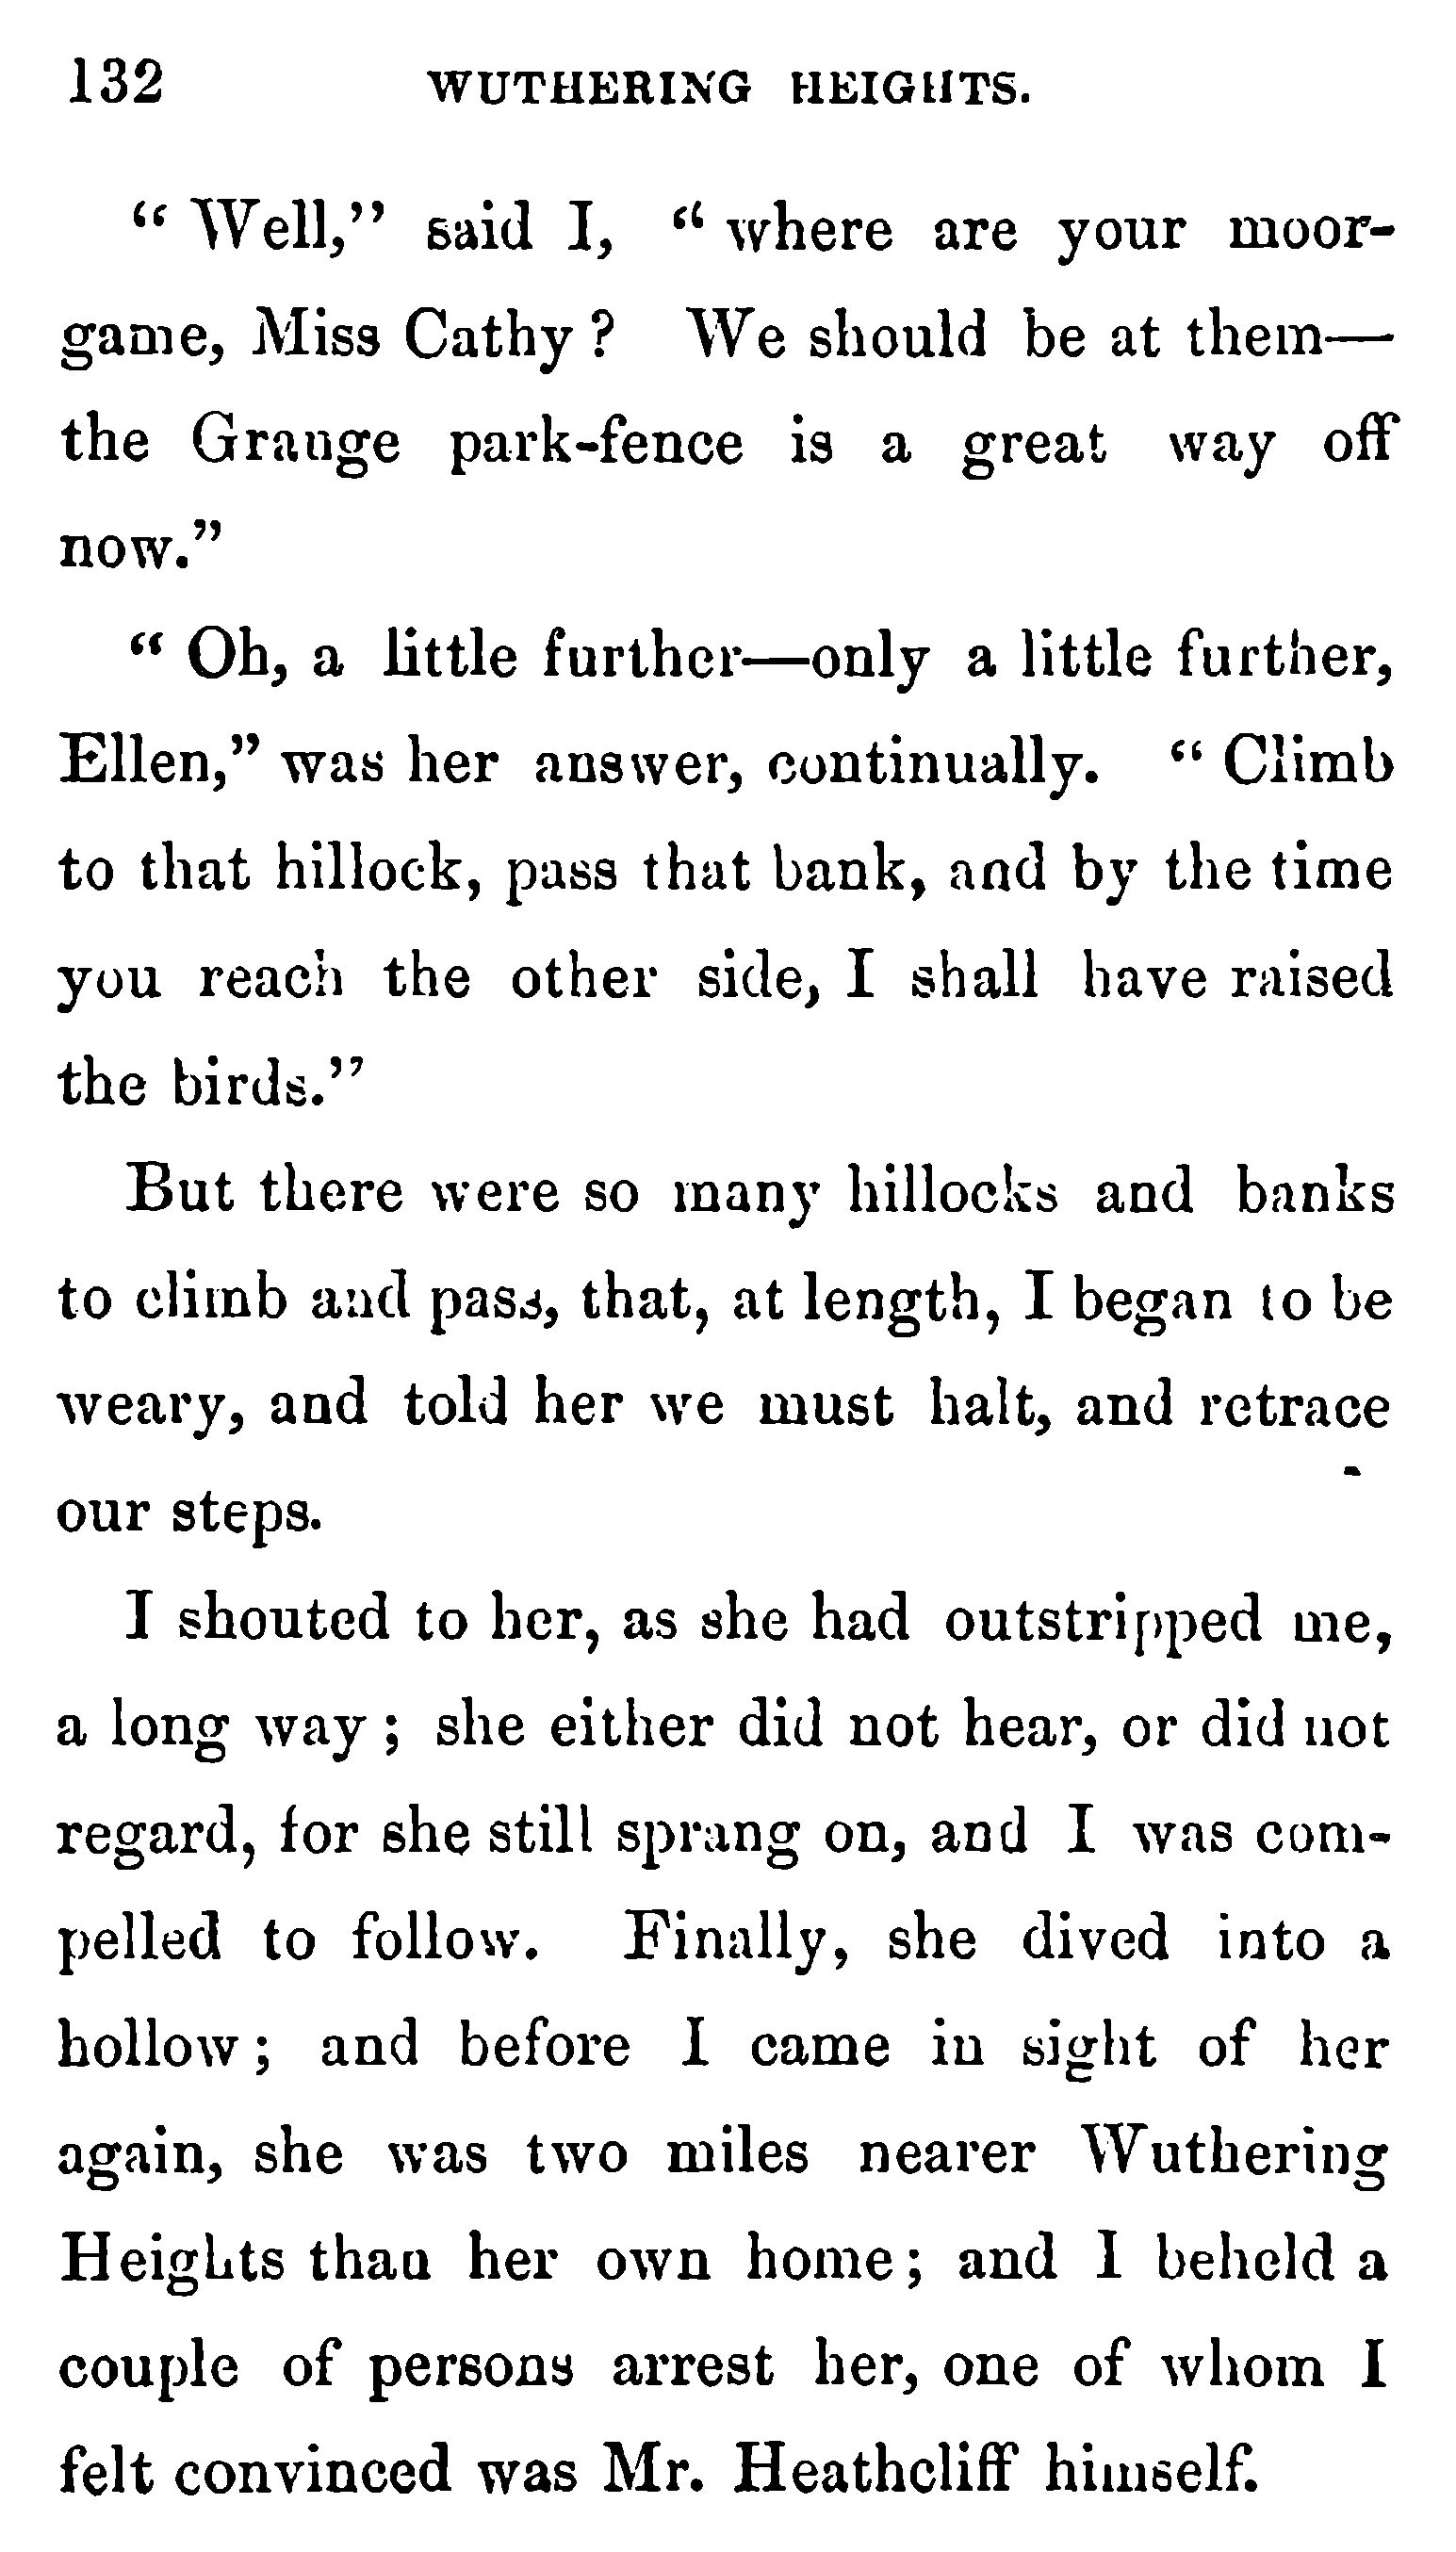 132 WUTHERING HEIGHTS.
" Well," said I, " where are your moor-
game, Miss Cathy ? We should be at them—
the Grange park-fence is a great way off
now."
" Oh, a little further—only a little further,
Ellen," was her answer, continually. " Climb
to that hillock, pass that bank, and by the time
you reach the other side, I shall have raised
the birds."
But there were so many hillocks and banks
to climb and pass, that, at length, I began to be
weary, and told her we must halt, and retrace
our steps.
I shouted to her, as she had outstripped me,
a long way ; she either did not hear, or did not
regard, for she still sprang on, and I was com-
pelled to follow. Finally, she dived into a
hollow ; and before I came in sight of her
again, she was two miles nearer Wuthering
Heights than her own home ; and I beheld a
couple of persons arrest her, one of whom I
felt convinced was Mr. Heathcliff himself.